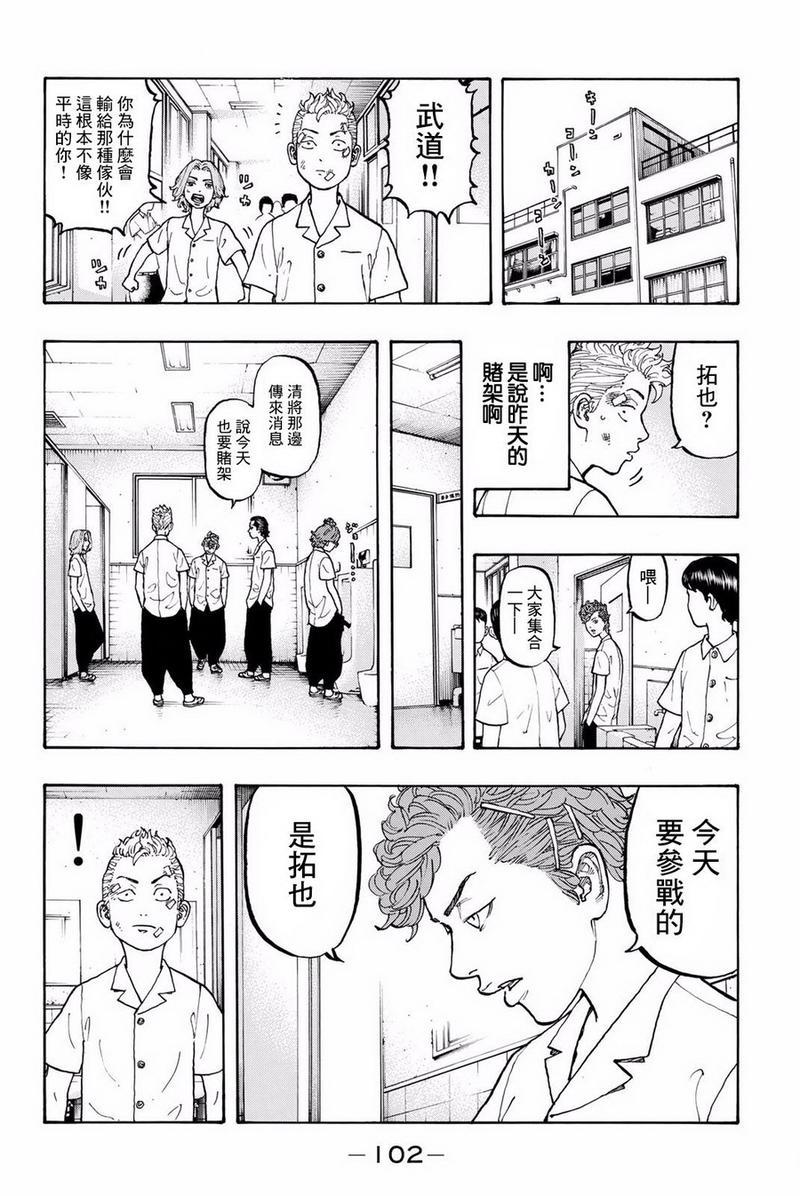 キーン
コーン
カーン
コーン
武道!!
你為什麼會
輸給那種傢伙!!
這根本不像
平時的你！
拓也？
啊…
是說昨天的
賭架啊
喂—
大家集合
一下—
清將那邊
傳來消息
說今天
也要賭架
今天
要參戰的
是拓也
！
—102—